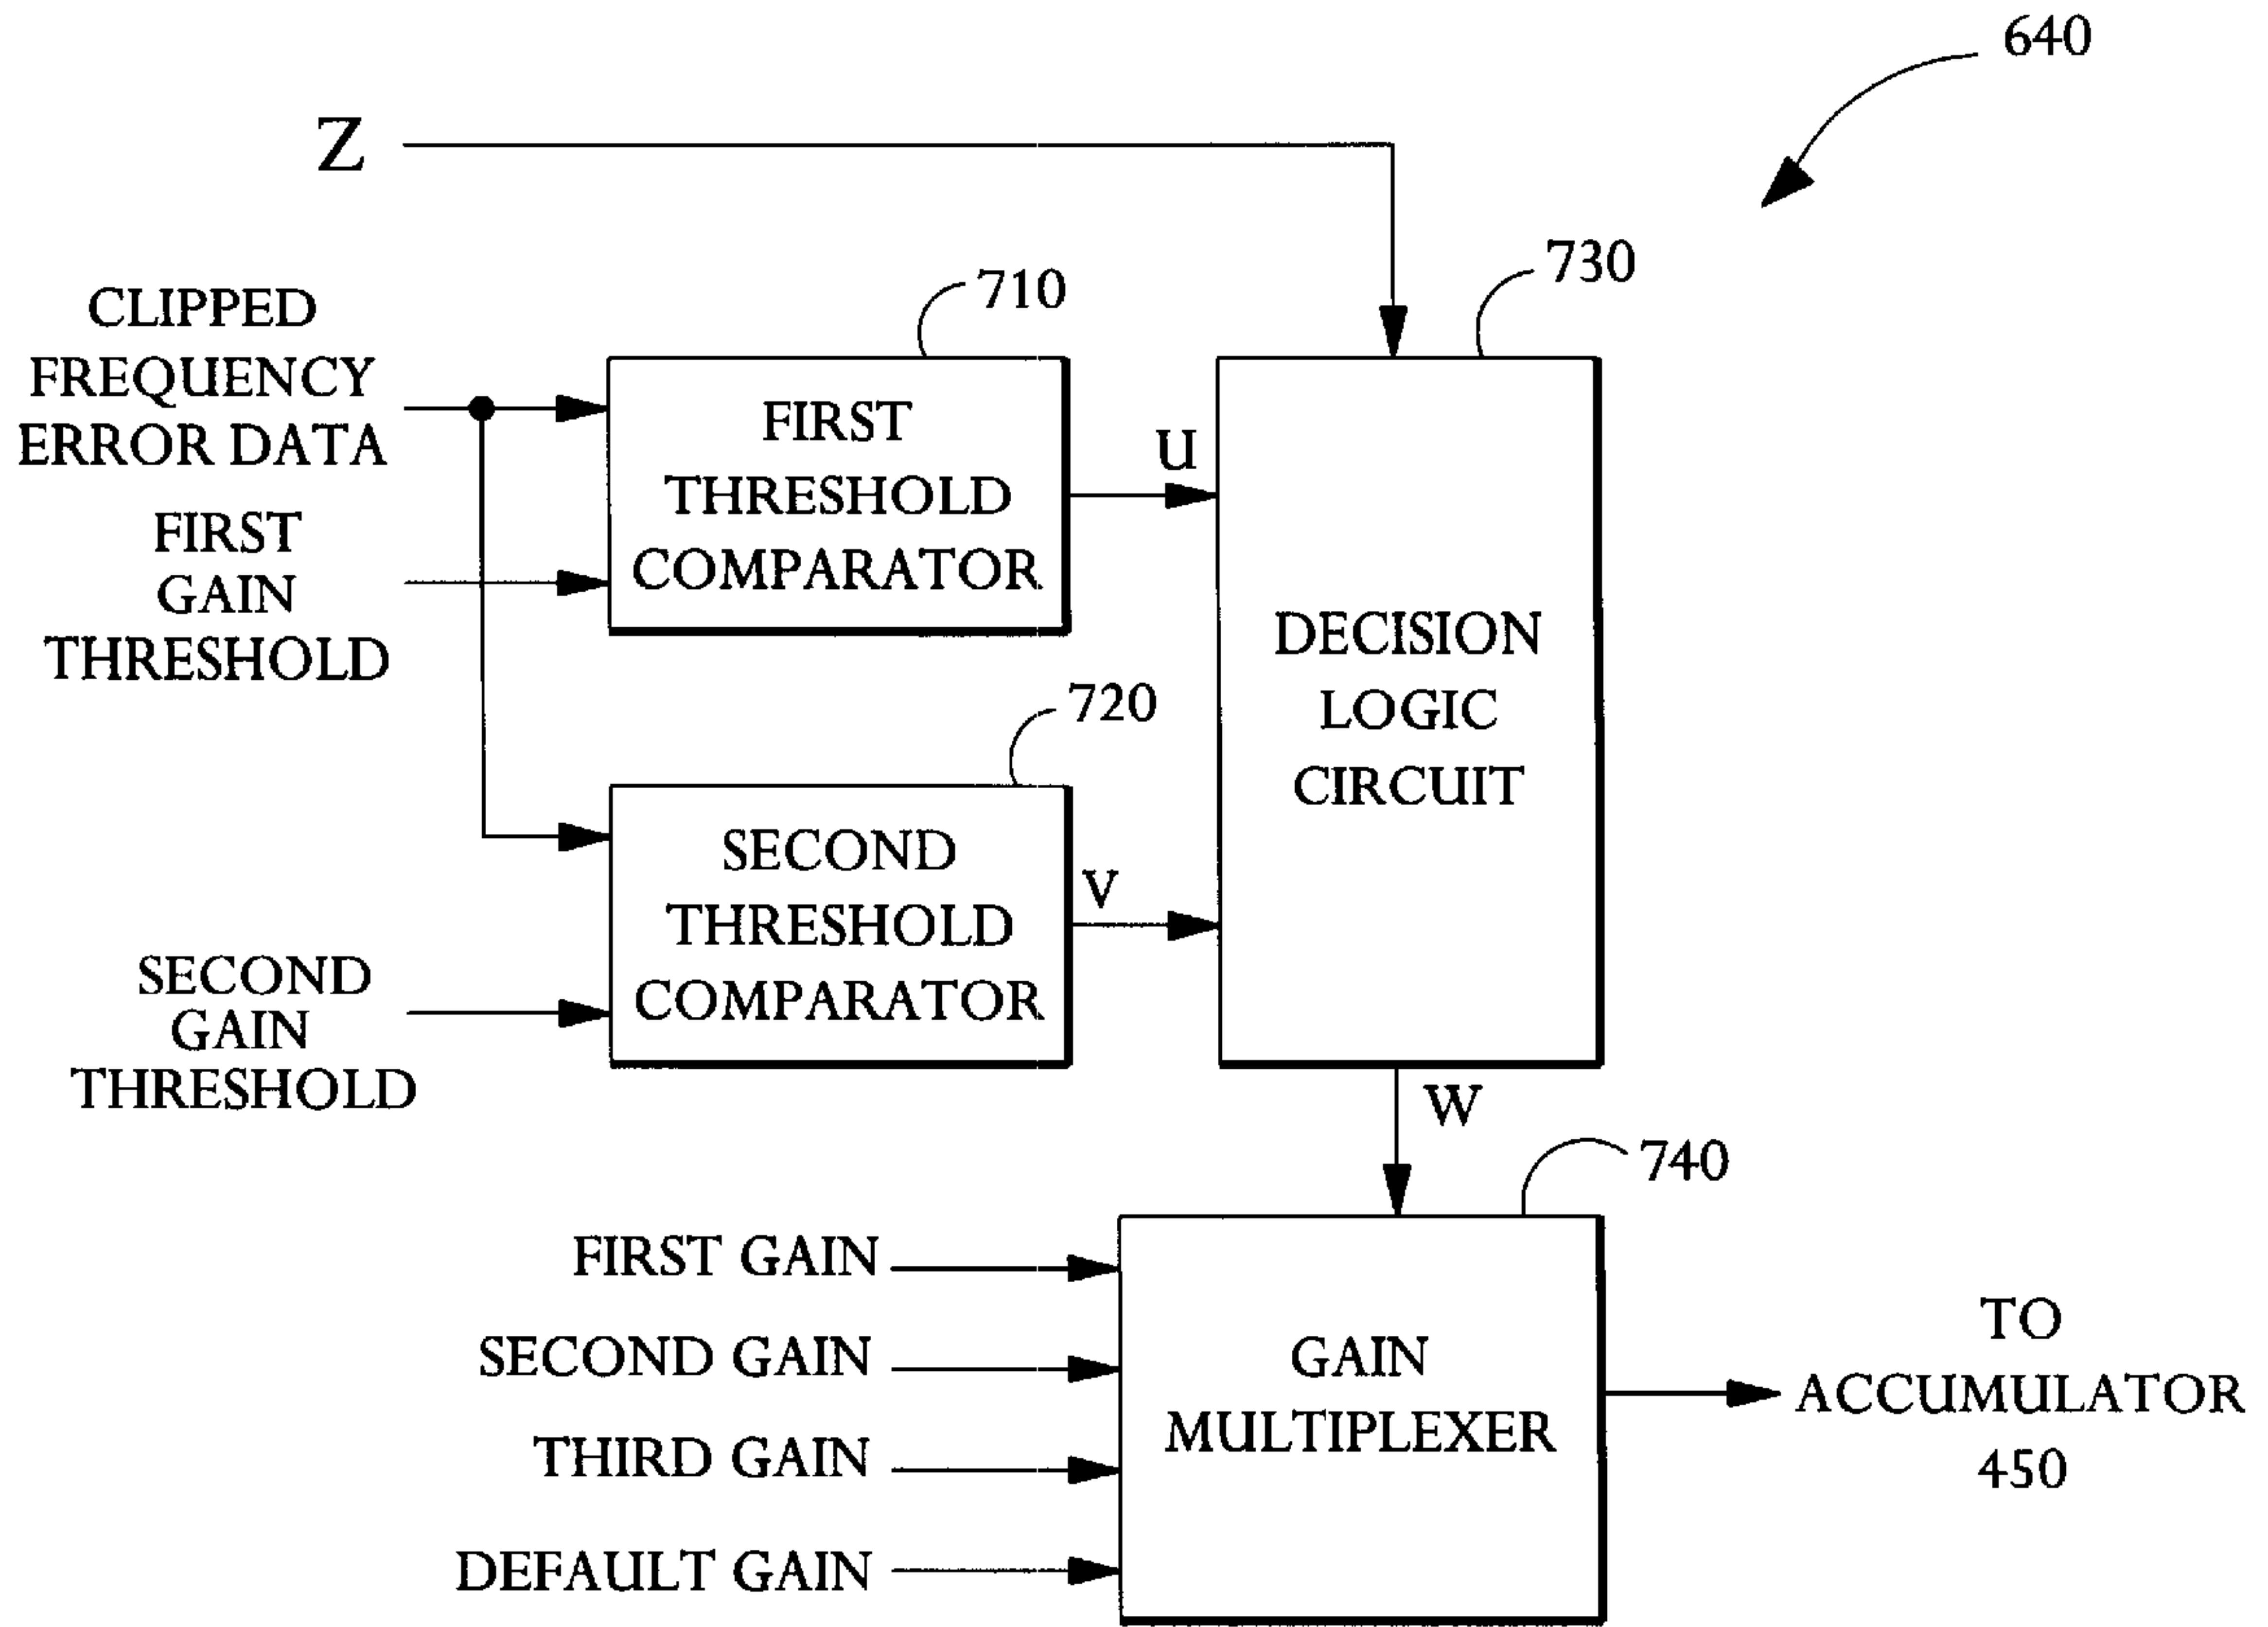 640
Z
730
710
CLIPPED
FREQUENCY
ERROR DATA
FIRST
THRESHOLD
COMPARATOR
U
FIRST
GAIN
THRESHOLD
DECISION
LOGIC
CIRCUIT
720
SECOND
THRESHOLD
COMPARATOR
V
SECOND
GAIN
THRESHOLD
W
740
FIRST GAIN
SECOND GAIN
THIRD GAIN
DEFAULT GAIN
GAIN
MULTIPLEXER
TO
ACCUMULATOR
450